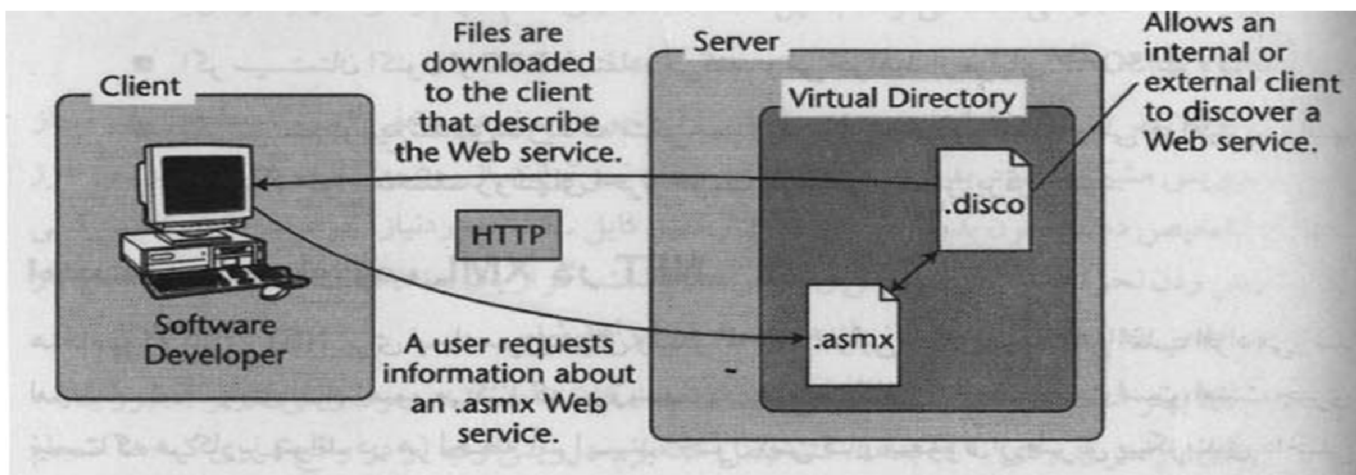 Files are
downloaded
to the client
that describe
the Web service.
Client
Software
Developer
HTTP
A user requests
information about
an .asmx Web
service.
Server
Virtual Directory
.disco
.asmx
Allows an
internal or
external client
to discover a
Web service.